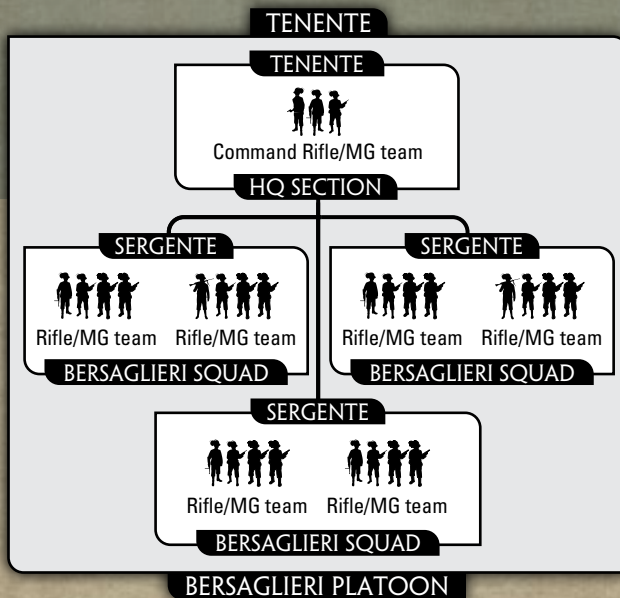 TENENTE
TENENTE
Command Rifle/MG team
HQ SECTION
SERGENTE
Rifle/MG team Rifle/MG team
BERSAGLIERI SQUAD
SERGENTE
Rifle/MG team Rifle/MG team
BERSAGLIERI SQUAD
SERGENTE
Rifle/MG team Rifle/MG team
BERSAGLIERI SQUAD
BERSAGLIERI PLATOON